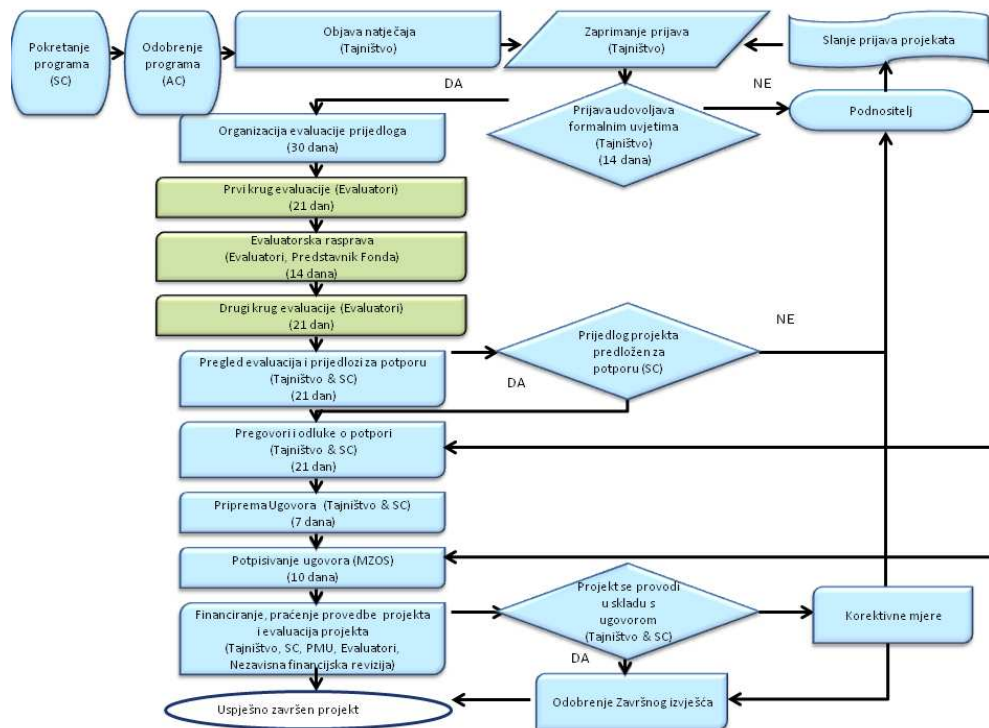 Pokretanje
programa
(SC)
Odobrenje
programa
(AC)
Objava natječaja
(Tajništvo)
Zaprimanje prijava
(Tajništvo)
Slanje prijava projekata
DA
NE
Prijava udovoljava
formalnim uvjetima
(Tajništvo)
(14 dana)
Podnositelj
Organizacija evaluacije prijedloga
(30 dana)
Prvi krug evaluacije (Evaluatori)
(21 dan)
Evaluatorska rasprava
(Evaluatori, Predstavnik Fonda)
(14 dana)
Drugi krug evaluacije (Evaluatori)
(21 dan)
NE
Prijedlog projekta
predložen za
potporu (SC)
Pregled evaluacija i prijedlozi za potporu
(Tajništvo & SC)
(21 dan)
DA
Pregovori i odluke o potpori
(Tajništvo & SC)
(21 dan)
Priprema Ugovora (Tajništvo & SC)
(7 dana)
Potpisivanje ugovora (MZOS)
(10 dana)
Projekt se provodi
u skladu s
ugovorom
(Tajništvo & SC)
Korektivne mjere
Financiranje, praćenje provedbe projekta
i evaluacija projekta
(Tajništvo, SC, PMU, Evaluatori,
Nezavisna financijska revizija)
DA
Uspješno završen projekt
Odobrenje Završnog izvješća